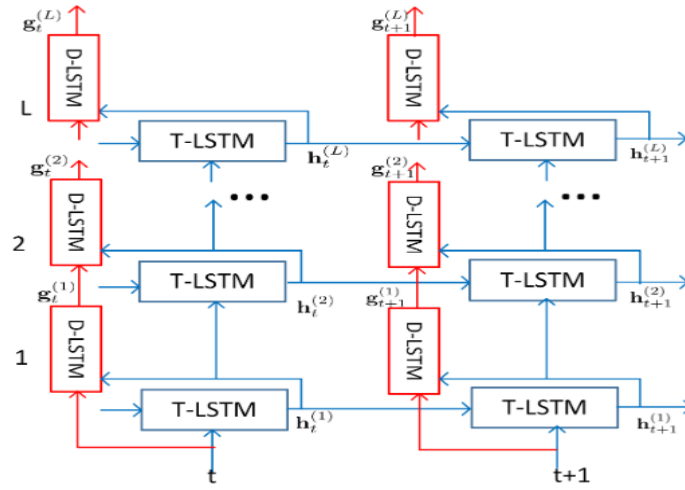 g_t^{(L)} g_{t+1}^{(L)}
D-LSTM D-LSTM
L
T-LSTM T-LSTM
h_t^{(L)} h_{t+1}^{(L)}
g_t^{(2)} g_{t+1}^{(2)}
D-LSTM ••• D-LSTM •••
2
T-LSTM T-LSTM
g_t^{(1)} g_{t+1}^{(1)}
h_t^{(2)} h_{t+1}^{(2)}
D-LSTM D-LSTM
1
T-LSTM T-LSTM
h_t^{(1)} h_{t+1}^{(1)}
t t+1